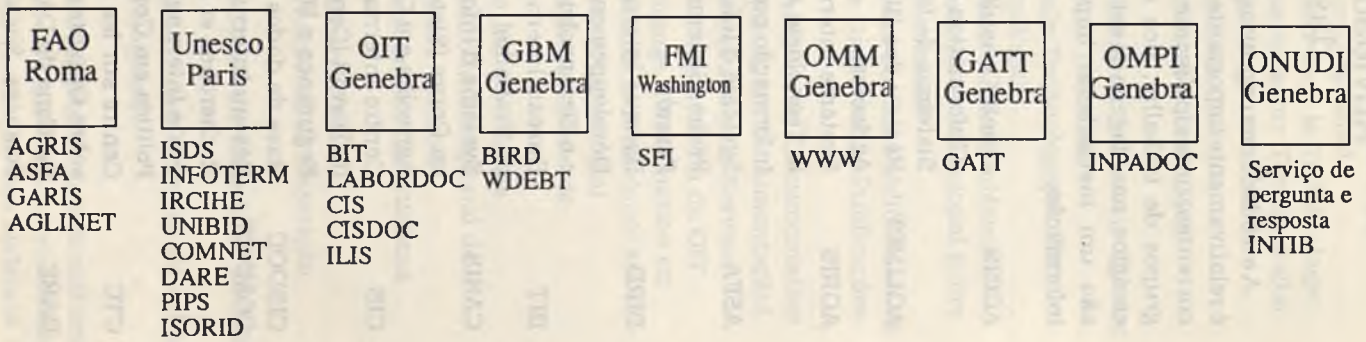 FAO
Roma
AGRIS
ASFA
GARIS
AGLINET
Unesco
Paris
ISDS
INFOTERM
IRCIHE
UNIBID
COMNET
DARE
PIPS
ISORID
OIT
Genebra
BIT
LABORDOC
CIS
CISDOC
ILIS
GBM
Genebra
BIRD
WDEBT
FMI
Washington
SFI
OMM
Genebra
WWW
GATT
Genebra
GATT
OMPI
Genebra
INPADOC
ONUDI
Genebra
Serviço de
pergunta e
resposta
INTIB